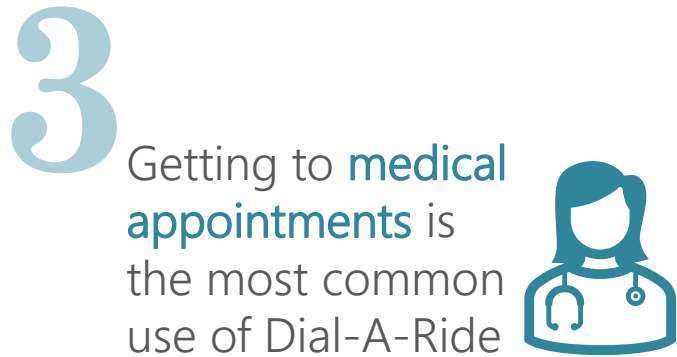 3
Getting to medical
appointments is
the most common
use of Dial-A-Ride